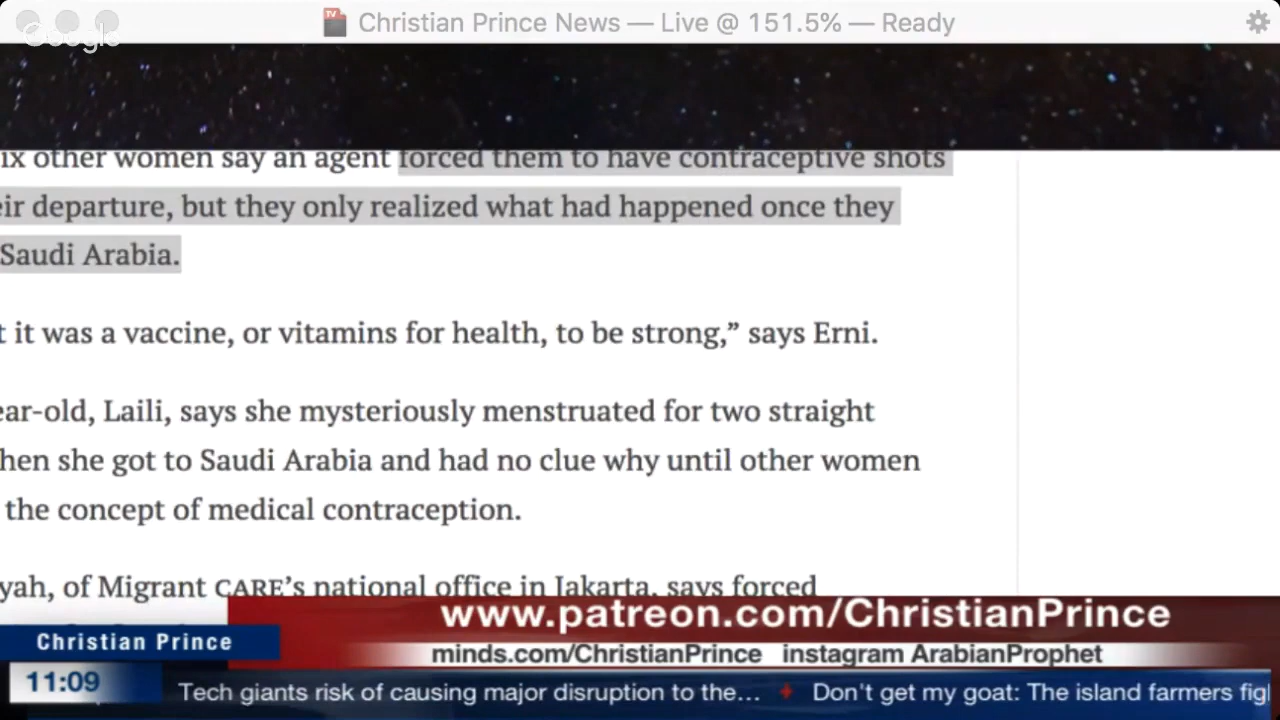 Christian Prince News — Live @ 151.5% — Ready
Google
ix other women say an agent forced them to have contraceptive shots
eir departure, but they only realized what had happened once they
Saudi Arabia.
t it was a vaccine, or vitamins for health, to be strong,” says Erni.
ear-old, Laili, says she mysteriously menstruated for two straight
hen she got to Saudi Arabia and had no clue why until other women
the concept of medical contraception.
yah, of Migrant CARE’s national office in Jakarta, says forced
www.patreon.com/ChristianPrince
Christian Prince
minds.com/ChristianPrince instagram ArabianProphet
11:09
Tech giants risk of causing major disruption to the... Don't get my goat: The island farmers figl